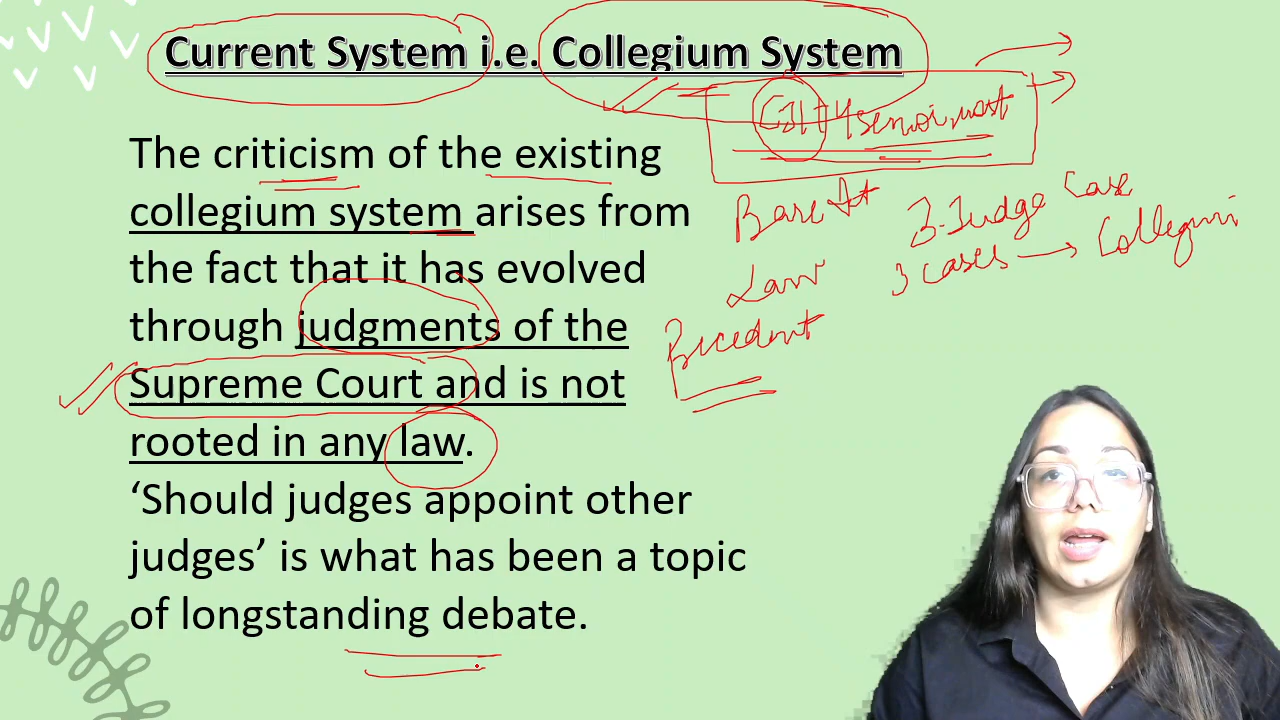 Current System i.e. Collegium System
CJI + 4 senior most
The criticism of the existing
collegium system arises from
the fact that it has evolved
through judgments of the
Supreme Court and is not
rooted in any law.
‘Should judges appoint other
judges’ is what has been a topic
of longstanding debate.
Bare Act
Law
Precedent
3-Judge Case
3 cases → Collegium